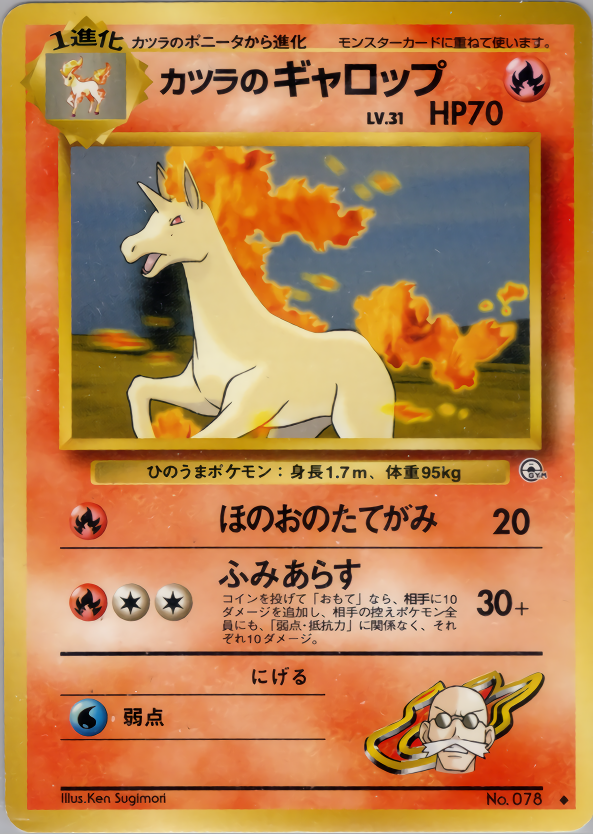 1進化 カツラのポニータから進化 モンスターカードに重ねて使います。
カツラのギャロップ
LV.31 HP70
ひのうまポケモン:身長1.7m、体重95kg
GYM
ほのおのたてがみ 20
ふみあらす
コインを投げて「おもて」なら、相手に10
ダメージを追加し、相手の控えポケモン全
員にも、「弱点・抵抗力」に関係なく、それ
ぞれ10ダメージ。
30+
にげる
弱点
Illus.Ken Sugimori No.078